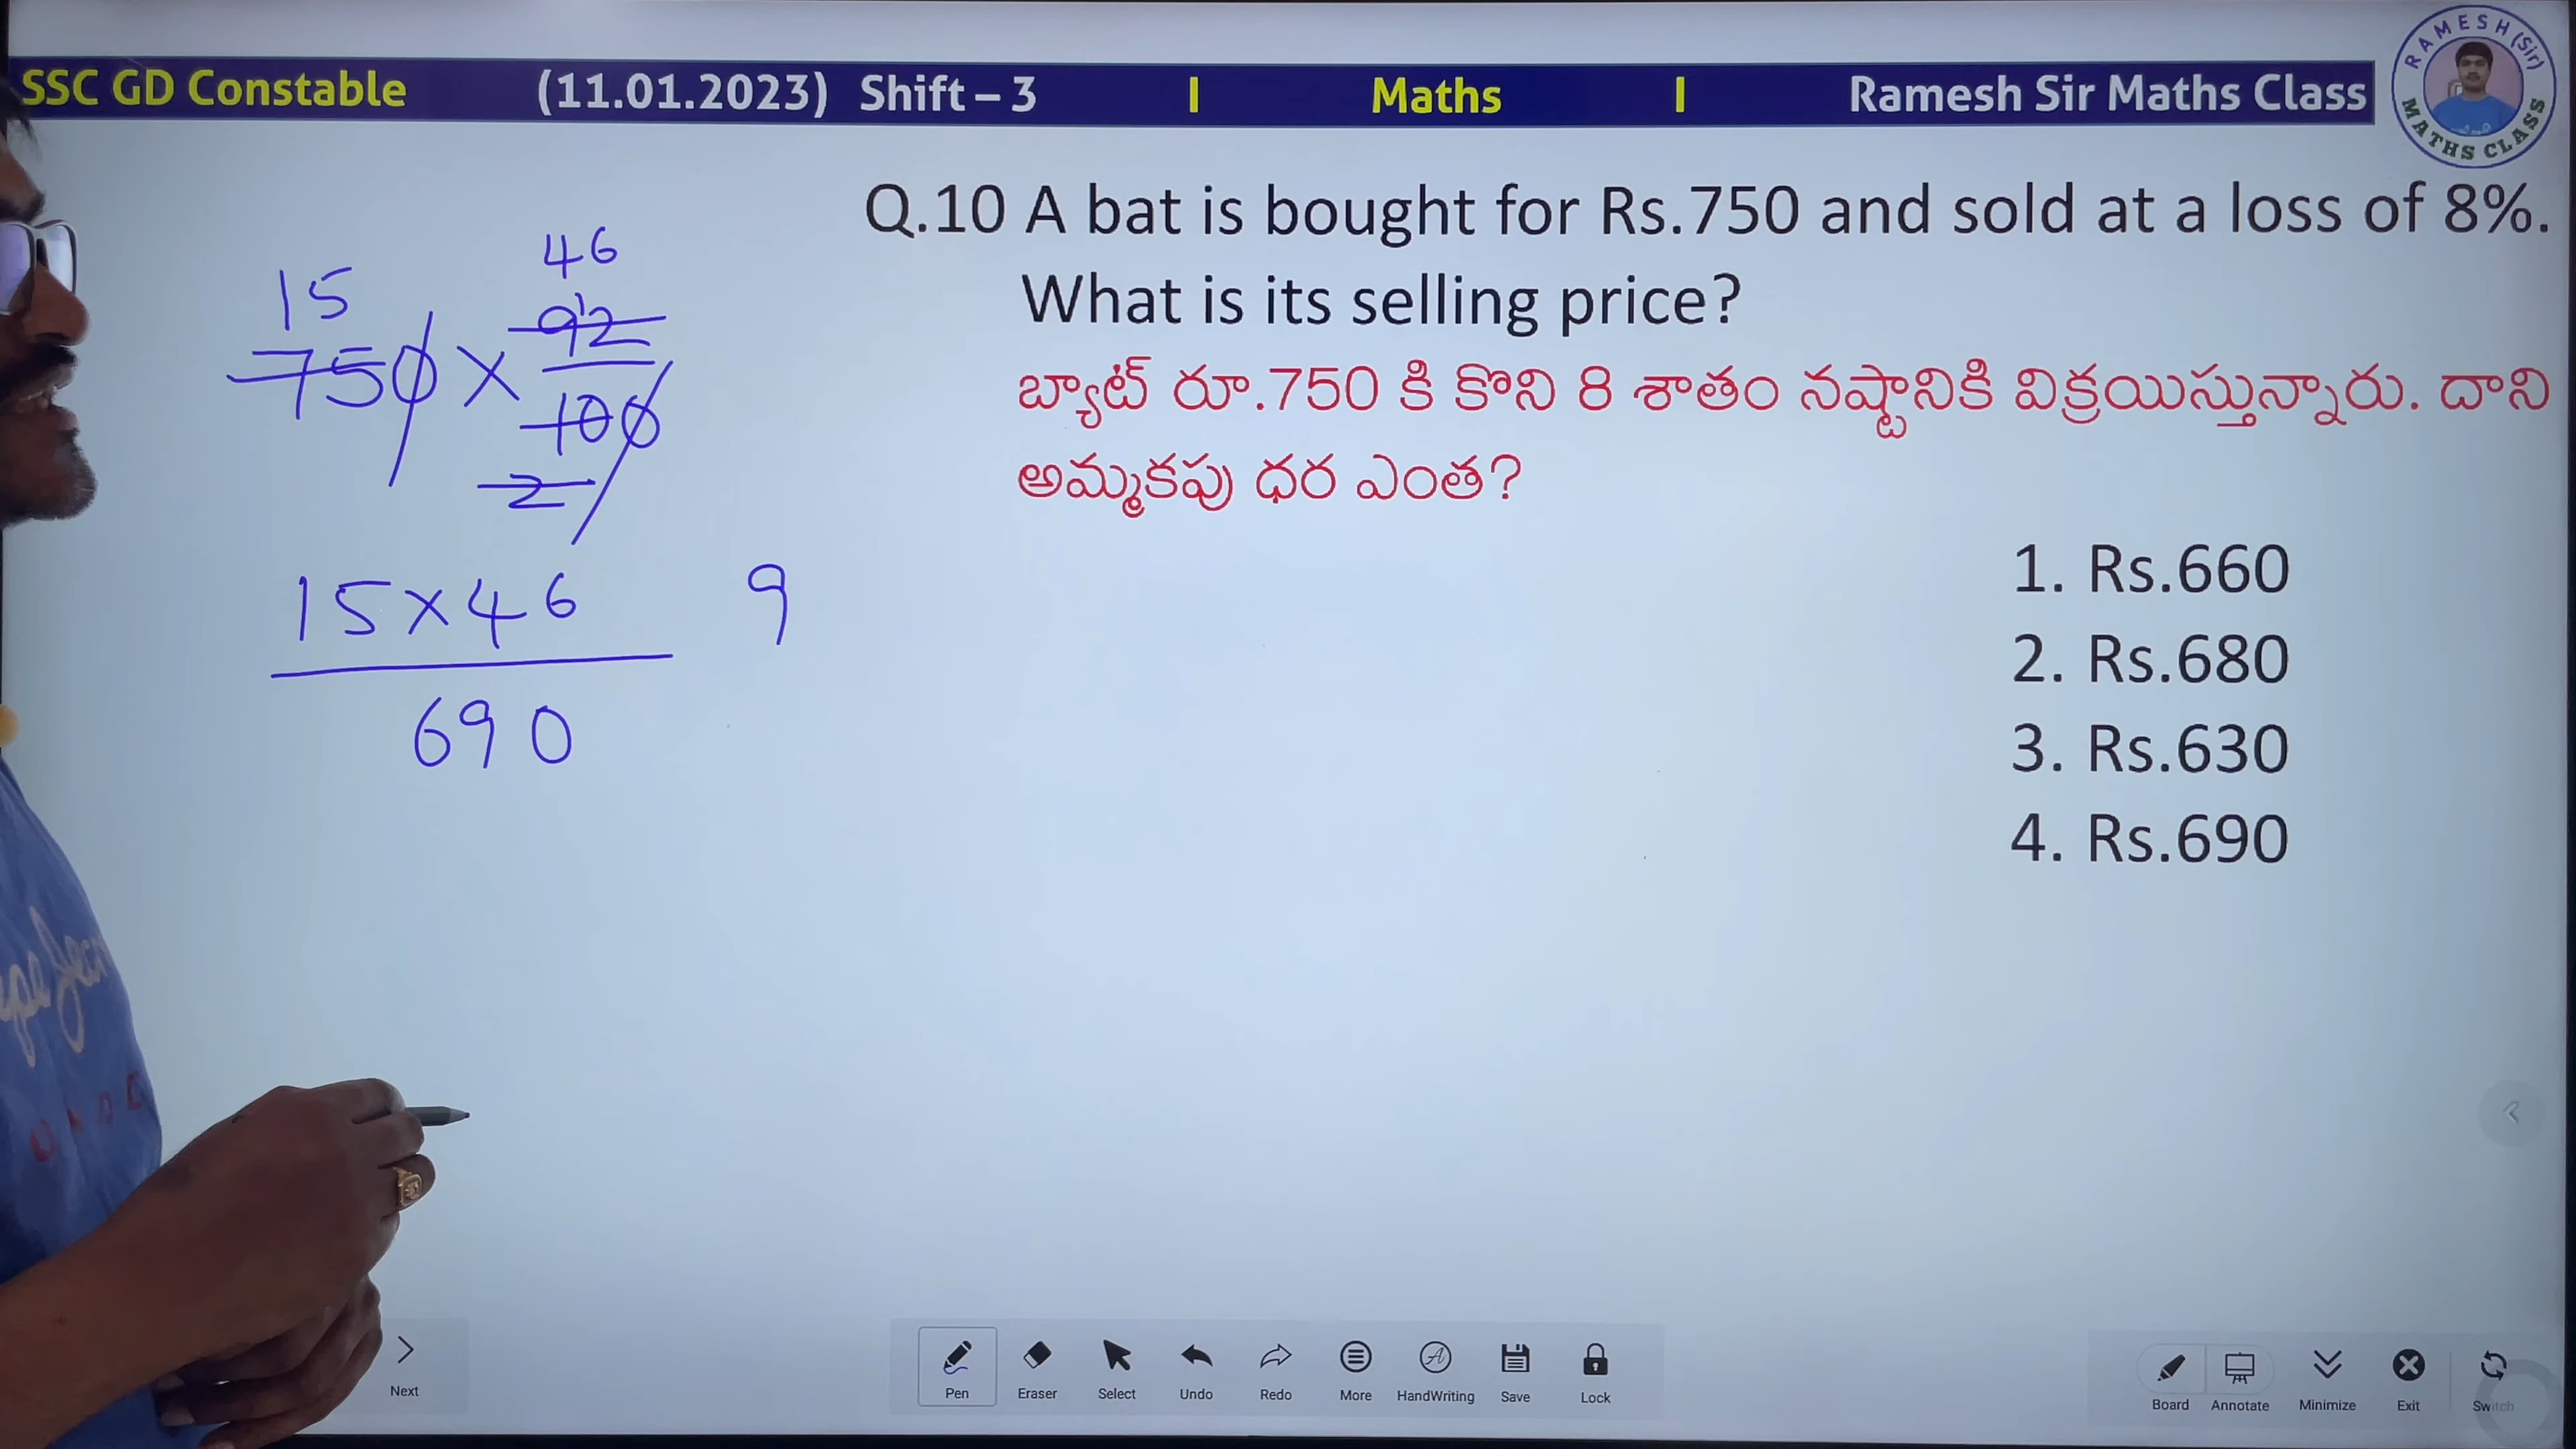 SSC GD Constable (11.01.2023) Shift – 3 | Maths | Ramesh Sir Maths Class
RAMESH (Sir)
MATHS CLASS
Q.10 A bat is bought for Rs.750 and sold at a loss of 8%.
What is its selling price?
బ్యాట్ రూ.750 కి కొని 8 శాతం నష్టానికి విక్రయిస్తున్నారు. దాని
అమ్మకపు ధర ఎంత?
1. Rs.660
2. Rs.680
3. Rs.630
4. Rs.690
15 46
750 × 92
100
2
15 × 46 9
690
Next
Pen Eraser Select Undo Redo More HandWriting Save Lock
Board Annotate Minimize Exit Switch